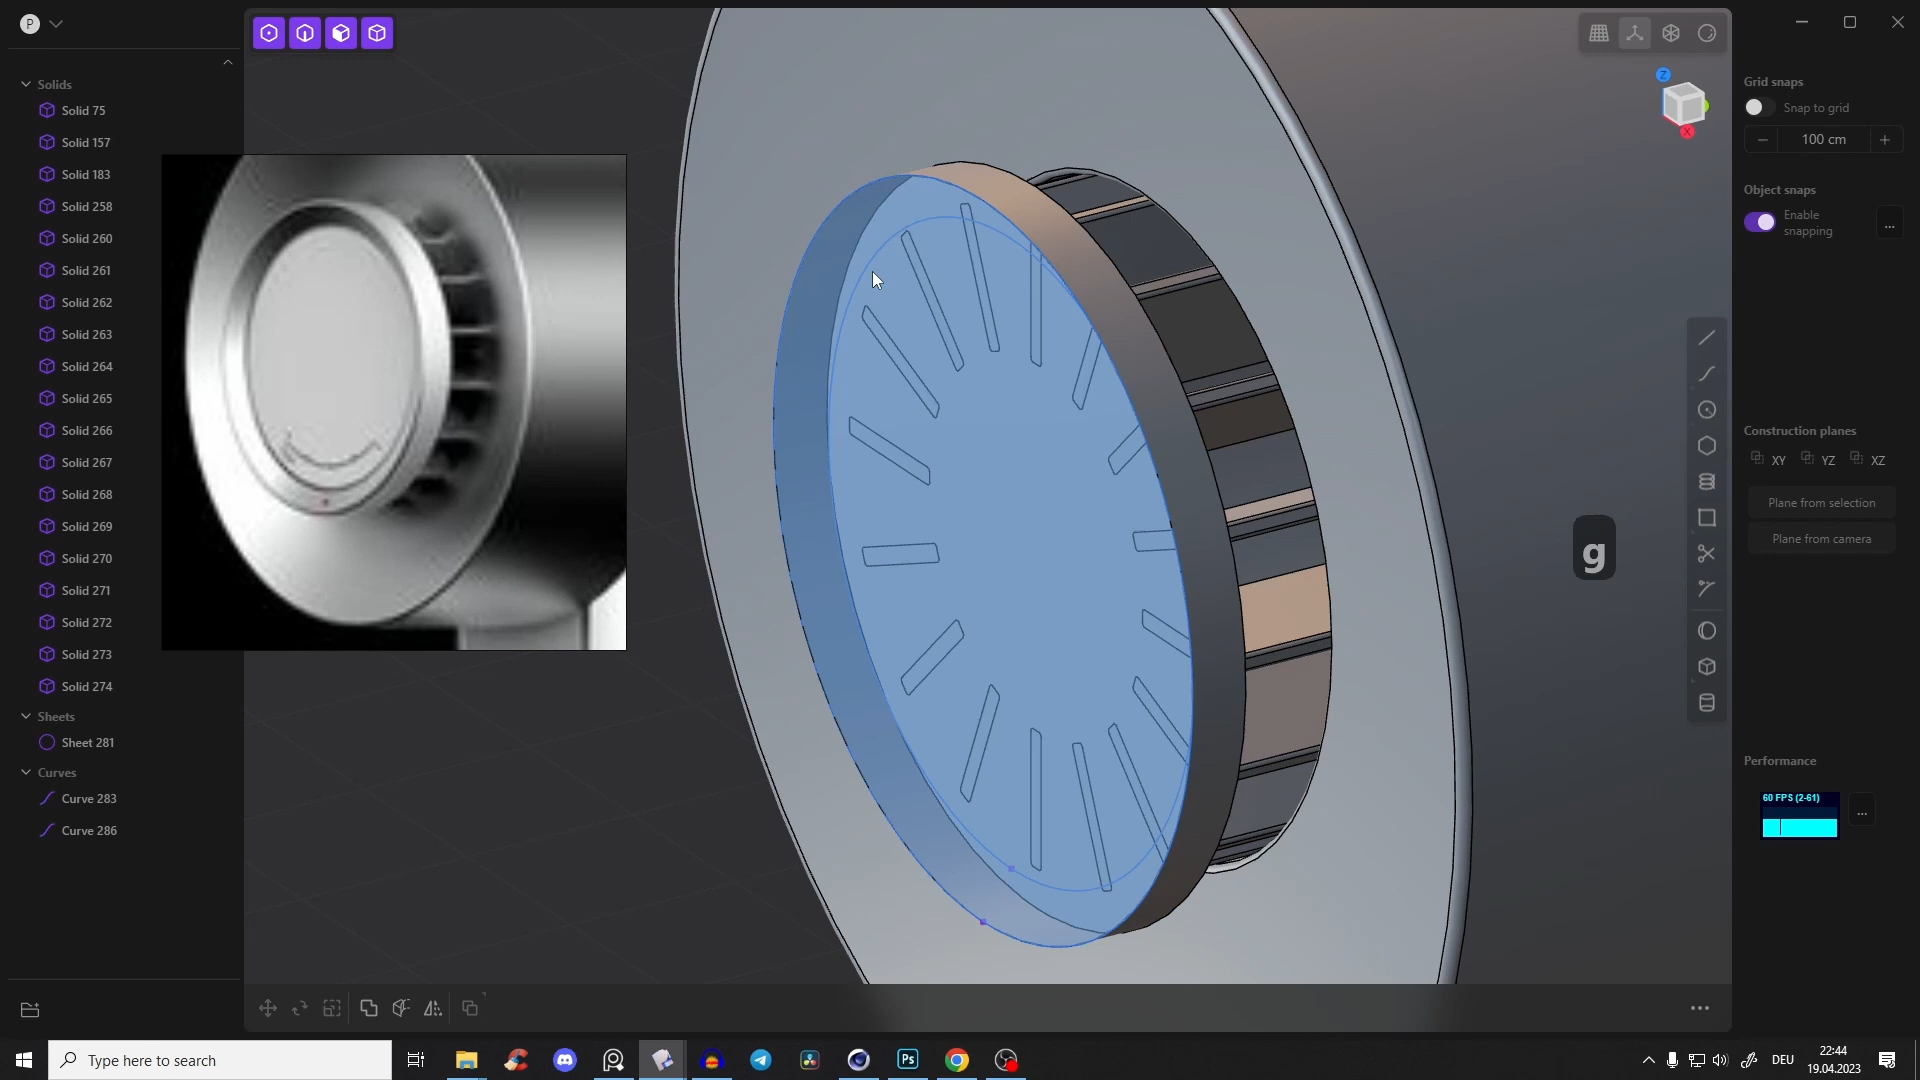 P
Solids
Solid 75
Solid 157
Solid 183
Solid 258
Solid 260
Solid 261
Solid 262
Solid 263
Solid 264
Solid 265
Solid 266
Solid 267
Solid 268
Solid 269
Solid 270
Solid 271
Solid 272
Solid 273
Solid 274
Sheets
Sheet 281
Curves
Curve 283
Curve 286
Z
X
g
Grid snaps
Snap to grid
100 cm
Object snaps
Enable
snapping
...
Construction planes
XY YZ XZ
Plane from selection
Plane from camera
Performance
60 FPS (2-61)
...
Type here to search
Ps
DEU
22:44
19.04.2023